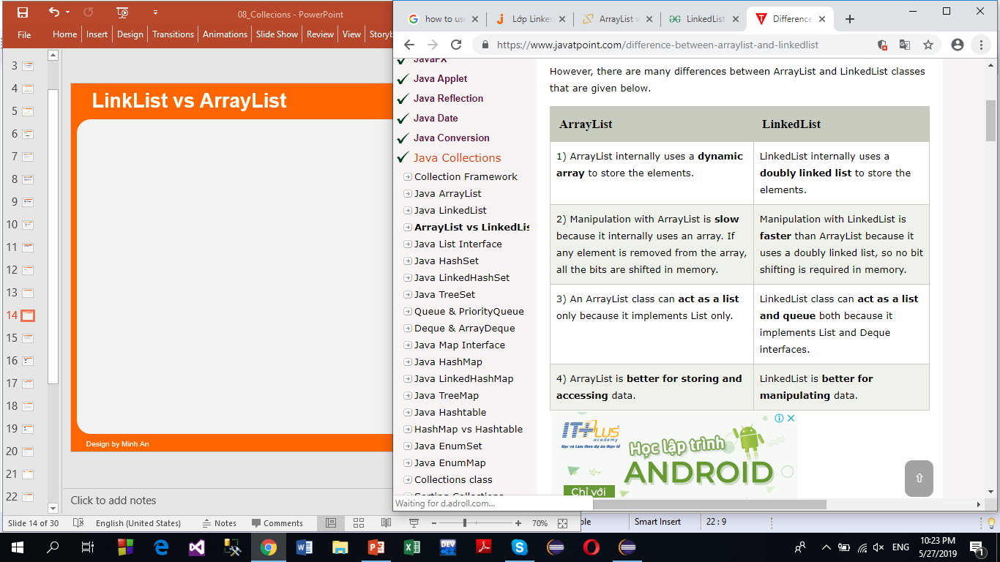 08_Collecions - PowerPoint
File Home Insert Design Transitions Animations Slide Show Review View Storyb
3
4
5
6
7
8
9
10
11
12
13
14
15
16
17
18
19
20
21
22
LinkList vs ArrayList
Design by Minh An
Click to add notes
Slide 14 of 30 English (United States) Notes Comments 70%
how to use
Lớp Linked
ArrayList v
LinkedList
Difference
https://www.javatpoint.com/difference-between-arraylist-and-linkedlist
JavaFX
Java Applet
Java Reflection
Java Date
Java Conversion
Java Collections
Collection Framework
Java ArrayList
Java LinkedList
ArrayList vs LinkedLis
Java List Interface
Java HashSet
Java LinkedHashSet
Java TreeSet
Queue & PriorityQueue
Deque & ArrayDeque
Java Map Interface
Java HashMap
Java LinkedHashMap
Java TreeMap
Java Hashtable
HashMap vs Hashtable
Java EnumSet
Java EnumMap
Collections class
Sorting Collections
Waiting for d.adroll.com...
However, there are many differences between ArrayList and LinkedList classes
that are given below.
ArrayList LinkedList
1) ArrayList internally uses a dynamic
array to store the elements.
LinkedList internally uses a
doubly linked list to store the
elements.
2) Manipulation with ArrayList is slow
because it internally uses an array. If
any element is removed from the array,
all the bits are shifted in memory.
Manipulation with LinkedList is
faster than ArrayList because it
uses a doubly linked list, so no bit
shifting is required in memory.
3) An ArrayList class can act as a list
only because it implements List only.
LinkedList class can act as a list
and queue both because it
implements List and Deque
interfaces.
4) ArrayList is better for storing and
accessing data.
LinkedList is better for
manipulating data.
IT Plus
academy
Học và Làm theo dự án thực tế
Học lập trình
ANDROID
Chỉ với
ble Smart Insert 22 : 9
DEV
ENG
10:23 PM
5/27/2019
1